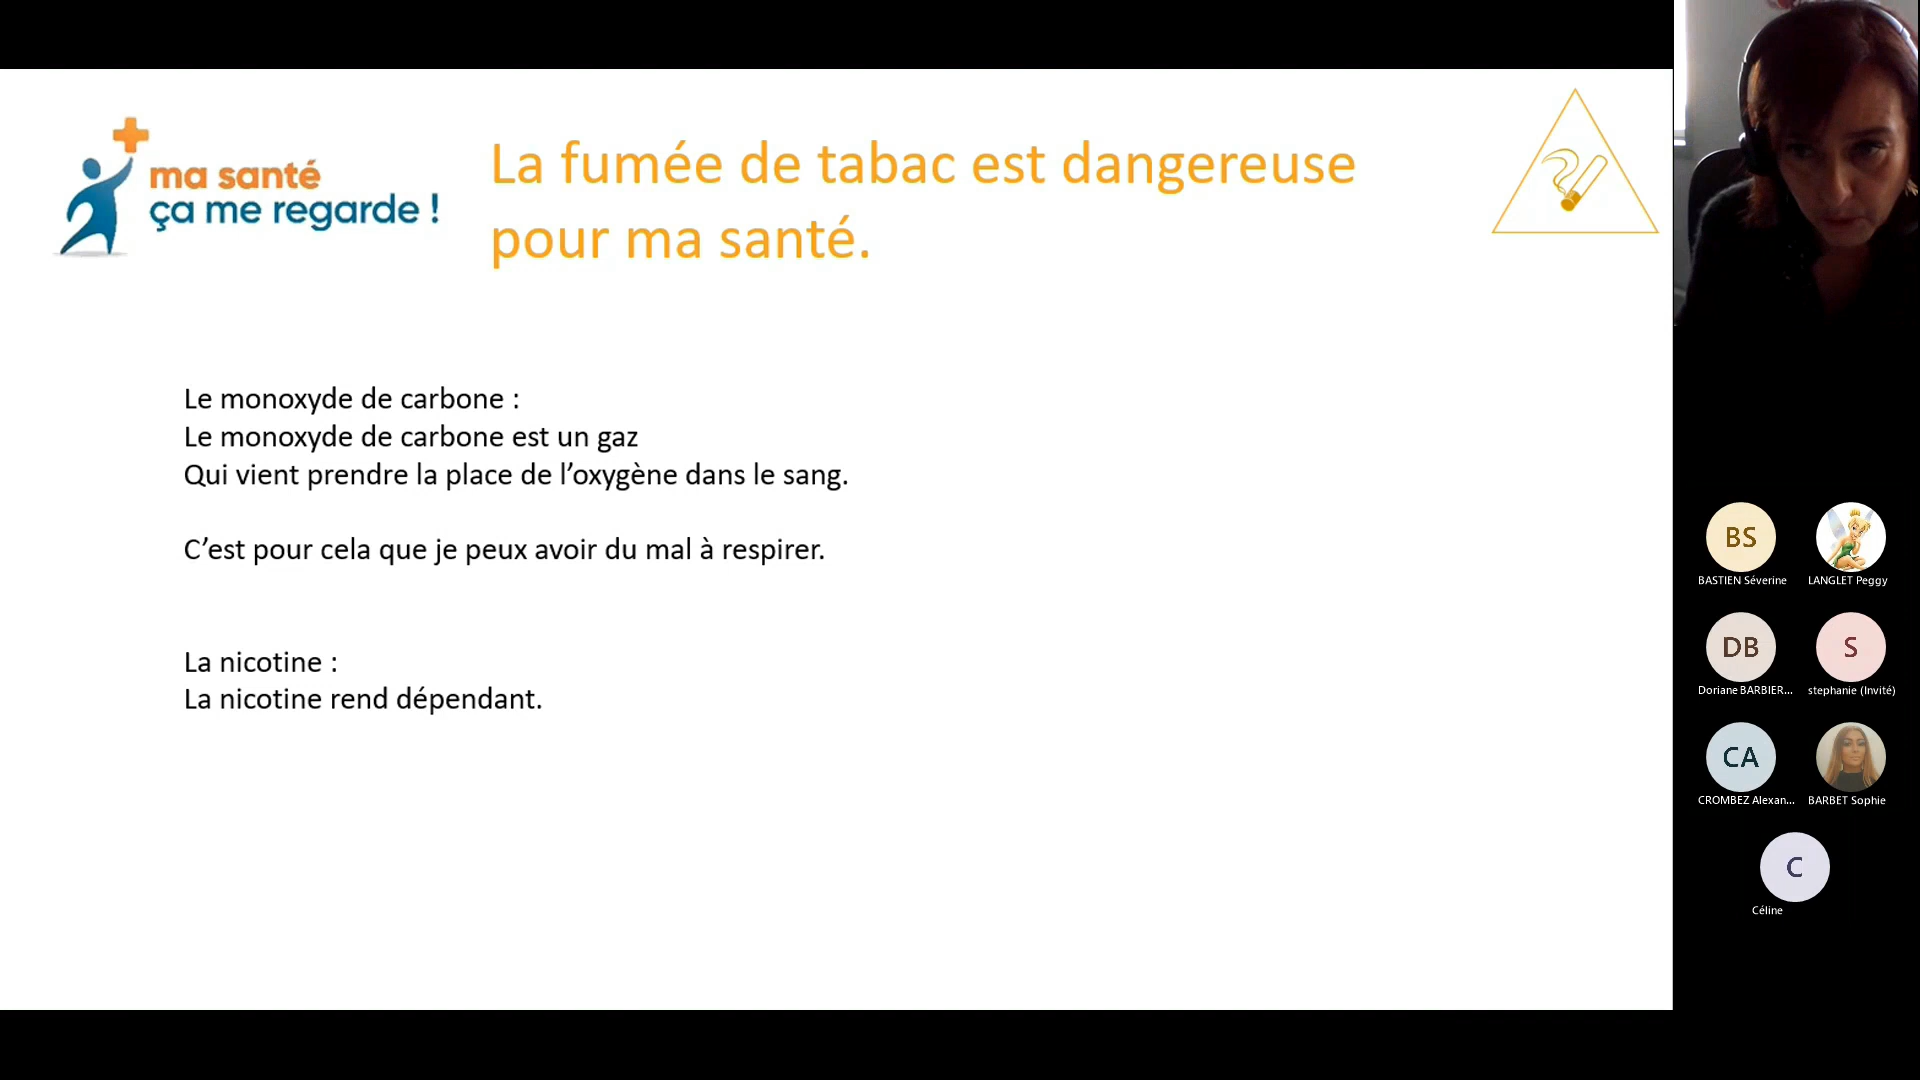 ma santé
ça me regarde !
La fumée de tabac est dangereuse
pour ma santé.
Le monoxyde de carbone :
Le monoxyde de carbone est un gaz
Qui vient prendre la place de l’oxygène dans le sang.
C’est pour cela que je peux avoir du mal à respirer.
La nicotine :
La nicotine rend dépendant.
BS
BASTIEN Séverine
LANGLET Peggy
DB
Doriane BARBIER...
S
stephanie (Invité)
CA
CROMBEZ Alexan...
BARBET Sophie
C
Céline